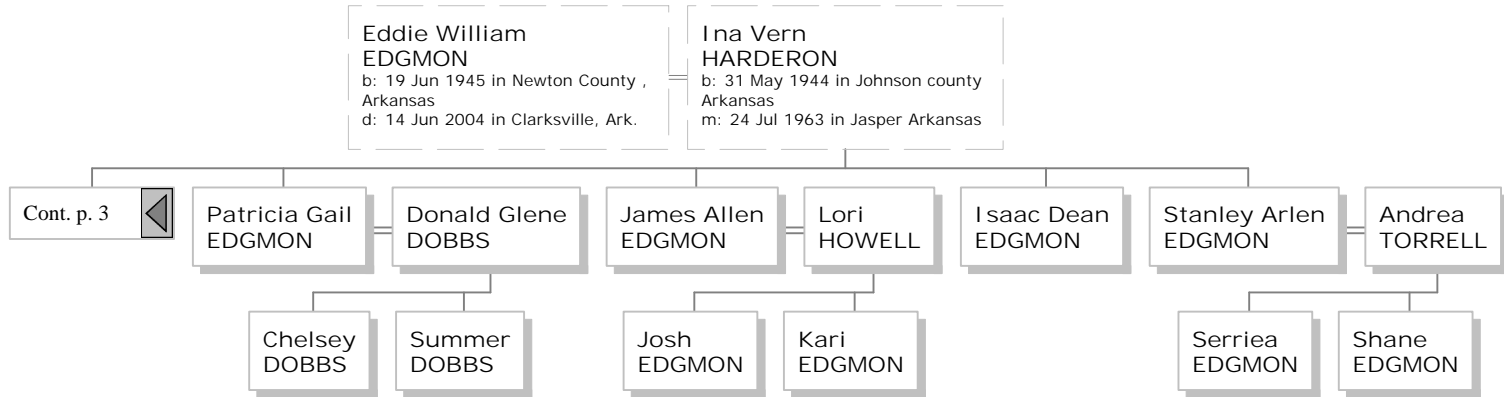 Eddie William
EDGMON
b: 19 Jun 1945 in Newton County ,
Arkansas
d: 14 Jun 2004 in Clarksville, Ark.
Ina Vern
HARDERON
b: 31 May 1944 in Johnson county
Arkansas
m: 24 Jul 1963 in Jasper Arkansas
Cont. p. 3
Patricia Gail
EDGMON
Donald Glene
DOBBS
James Allen
EDGMON
Lori
HOWELL
Isaac Dean
EDGMON
Stanley Arlen
EDGMON
Andrea
TORRELL
Chelsey
DOBBS
Summer
DOBBS
Josh
EDGMON
Kari
EDGMON
Serriea
EDGMON
Shane
EDGMON